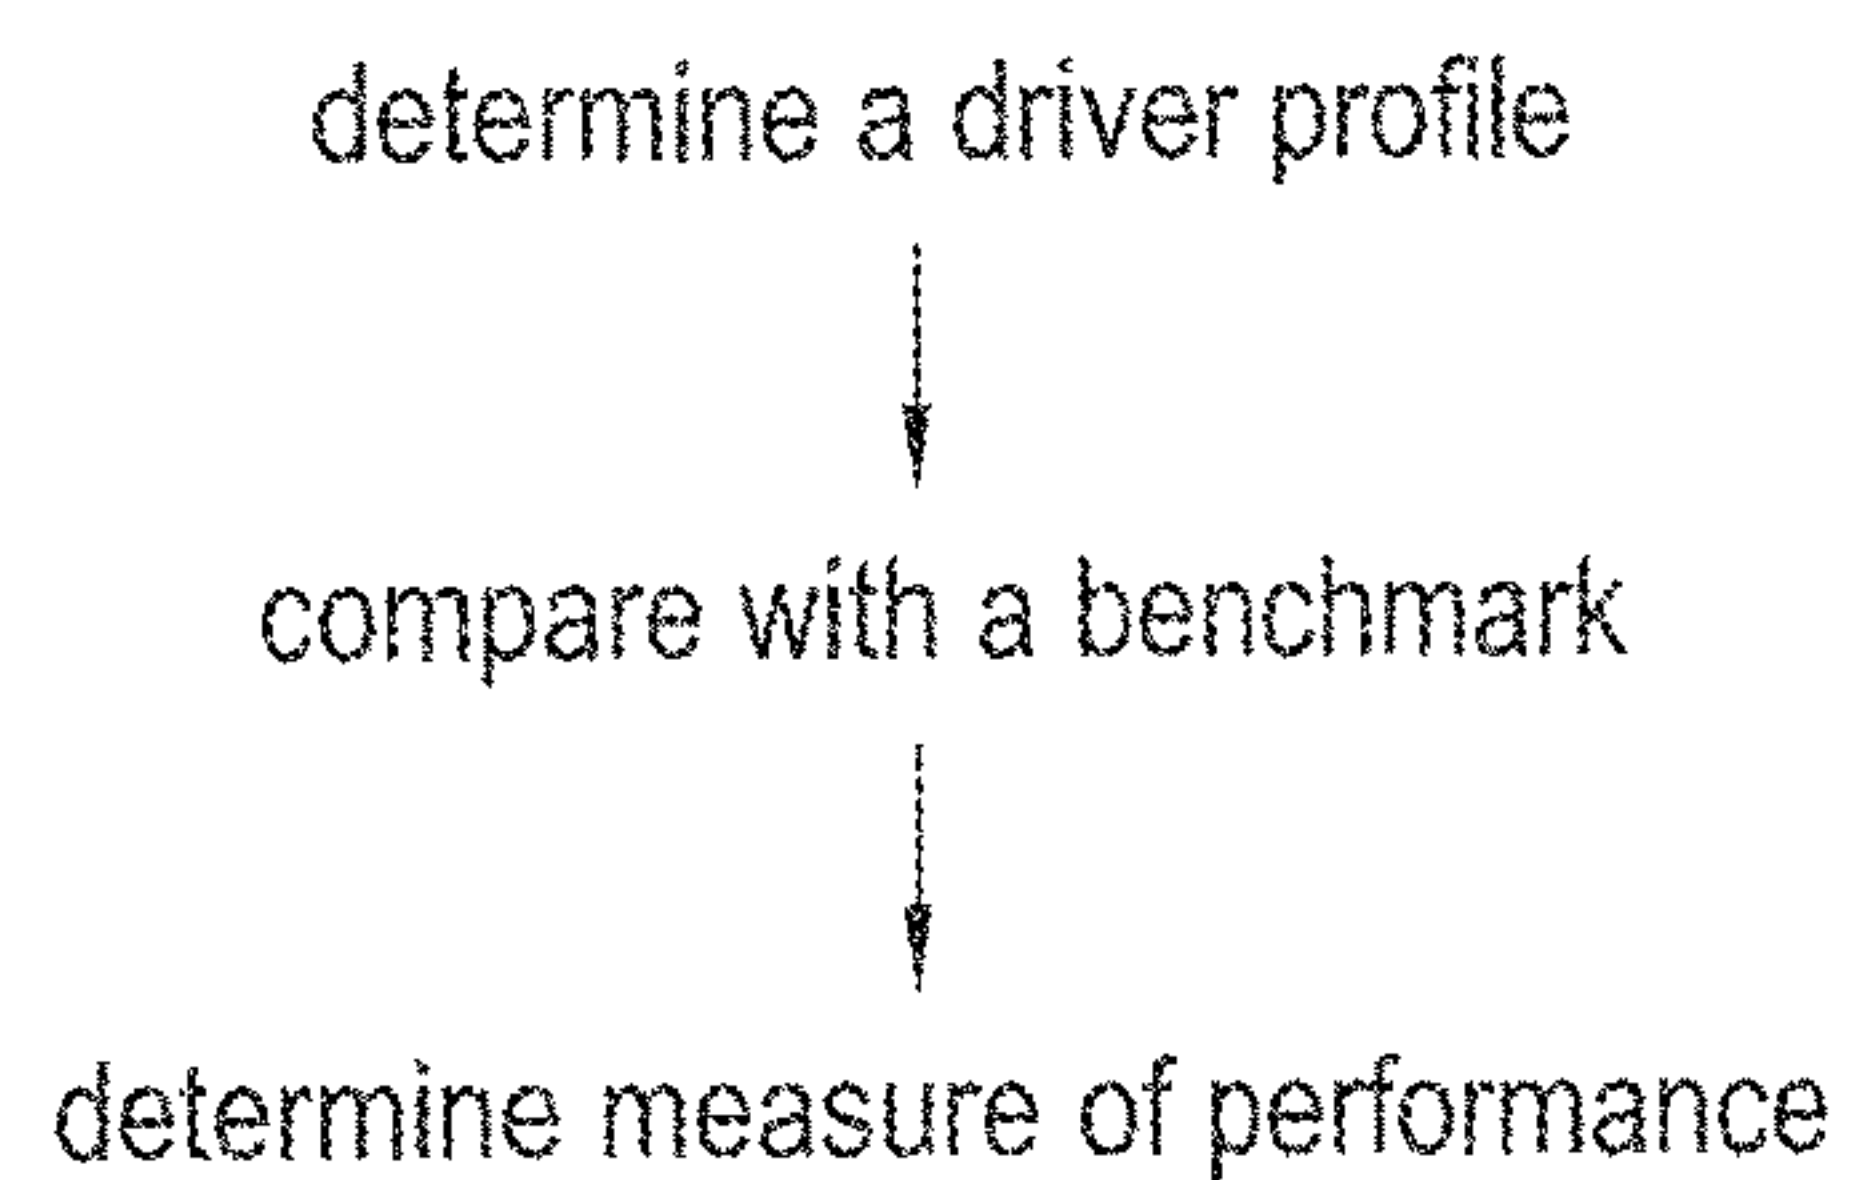 determine a driver profile
compare with a benchmark
determine measure of performance